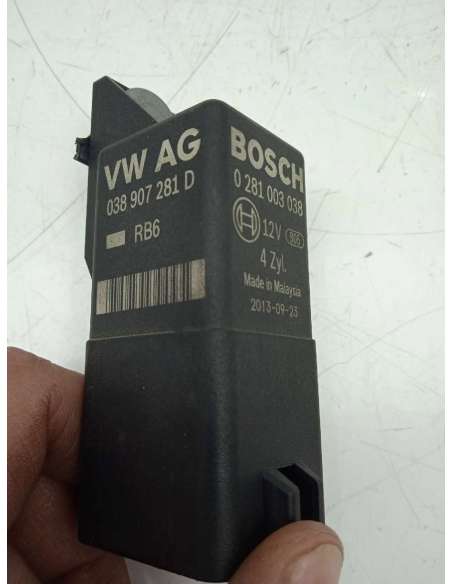 VW AG
038 907 281 D
RB6
BOSCH
0 281 003 038
12V
4 Zyl.
Made in Malaysia
2013-09-23